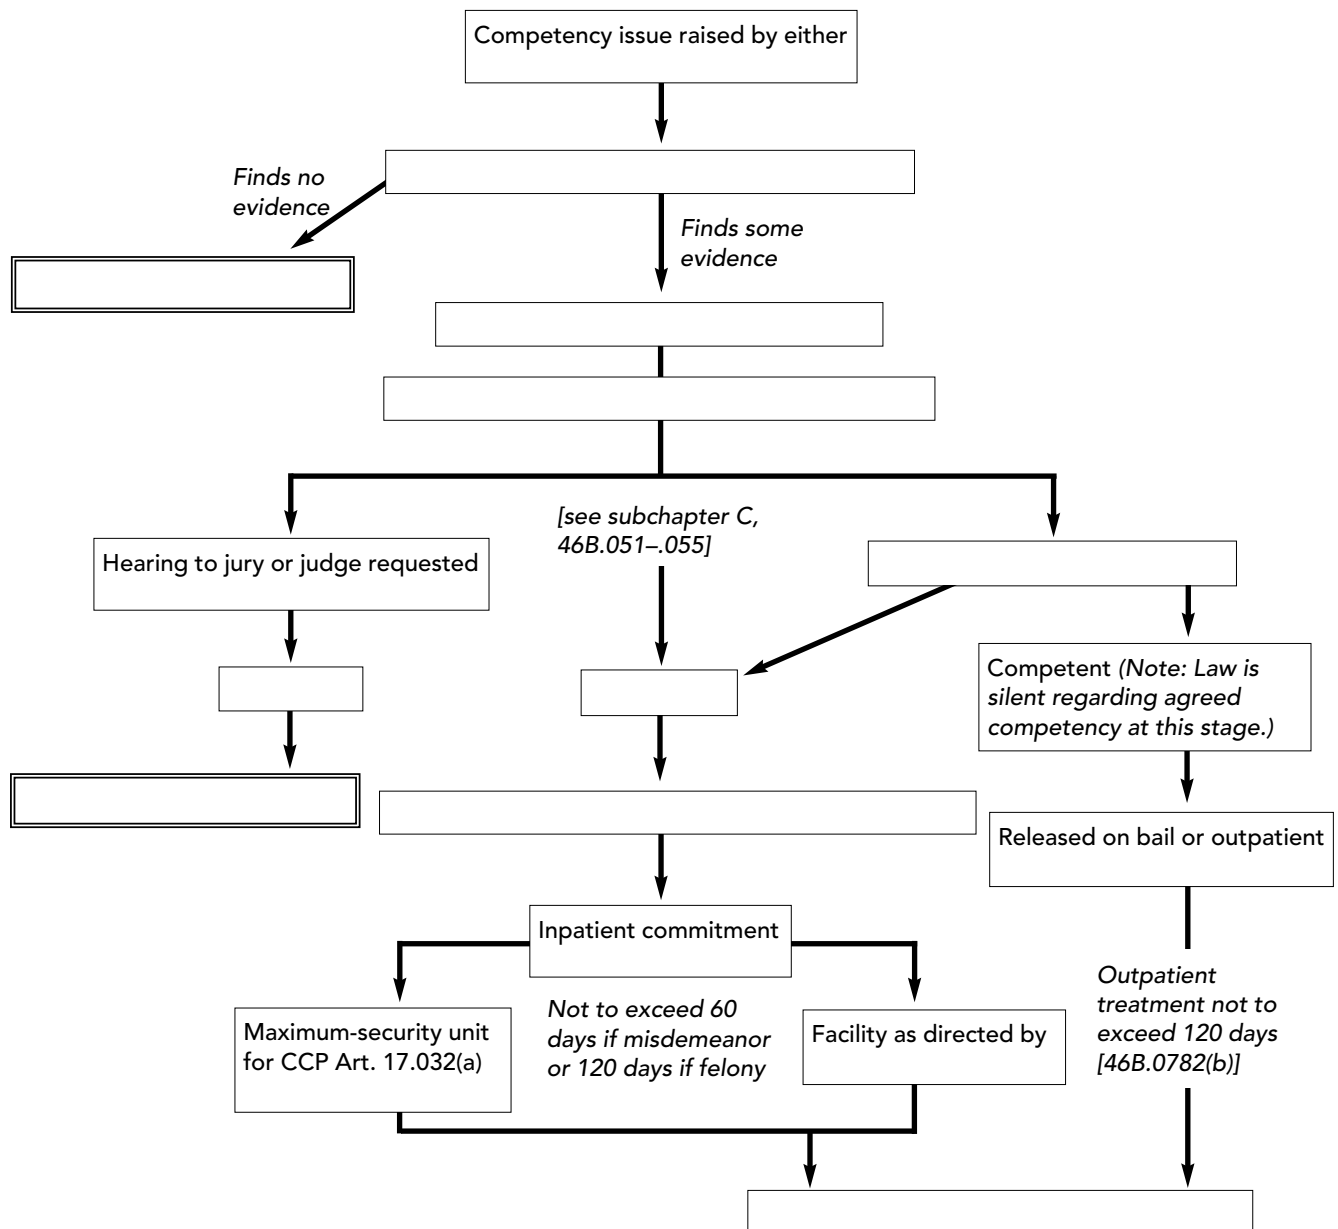 Competency issue raised by either
Finds no
evidence
Finds some
evidence
[see subchapter C,
46B.051–.055]
Hearing to jury or judge requested
Competent (Note: Law is
silent regarding agreed
competency at this stage.)
Released on bail or outpatient
Inpatient commitment
Maximum-security unit
for CCP Art. 17.032(a)
Not to exceed 60
days if misdemeanor
or 120 days if felony
Facility as directed by
Outpatient
treatment not to
exceed 120 days
[46B.0782(b)]